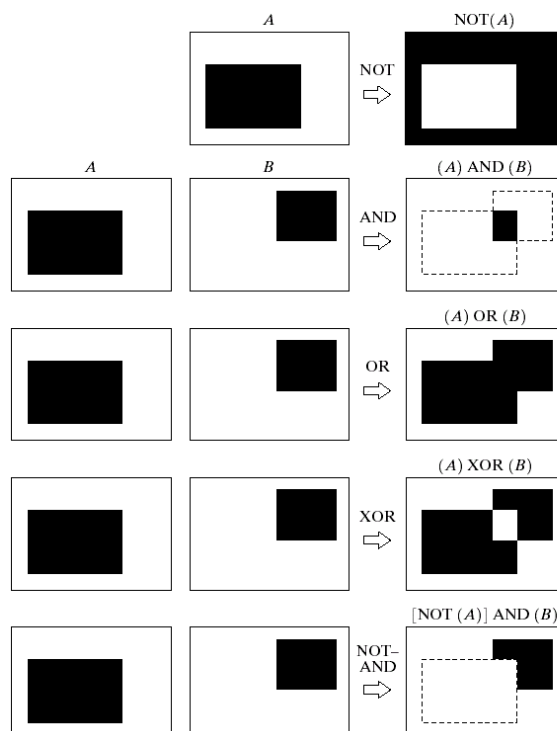 A NOT(A)
NOT
A B (A) AND (B)
AND
(A) OR (B)
OR
(A) XOR (B)
XOR
[NOT (A)] AND (B)
NOT–
AND